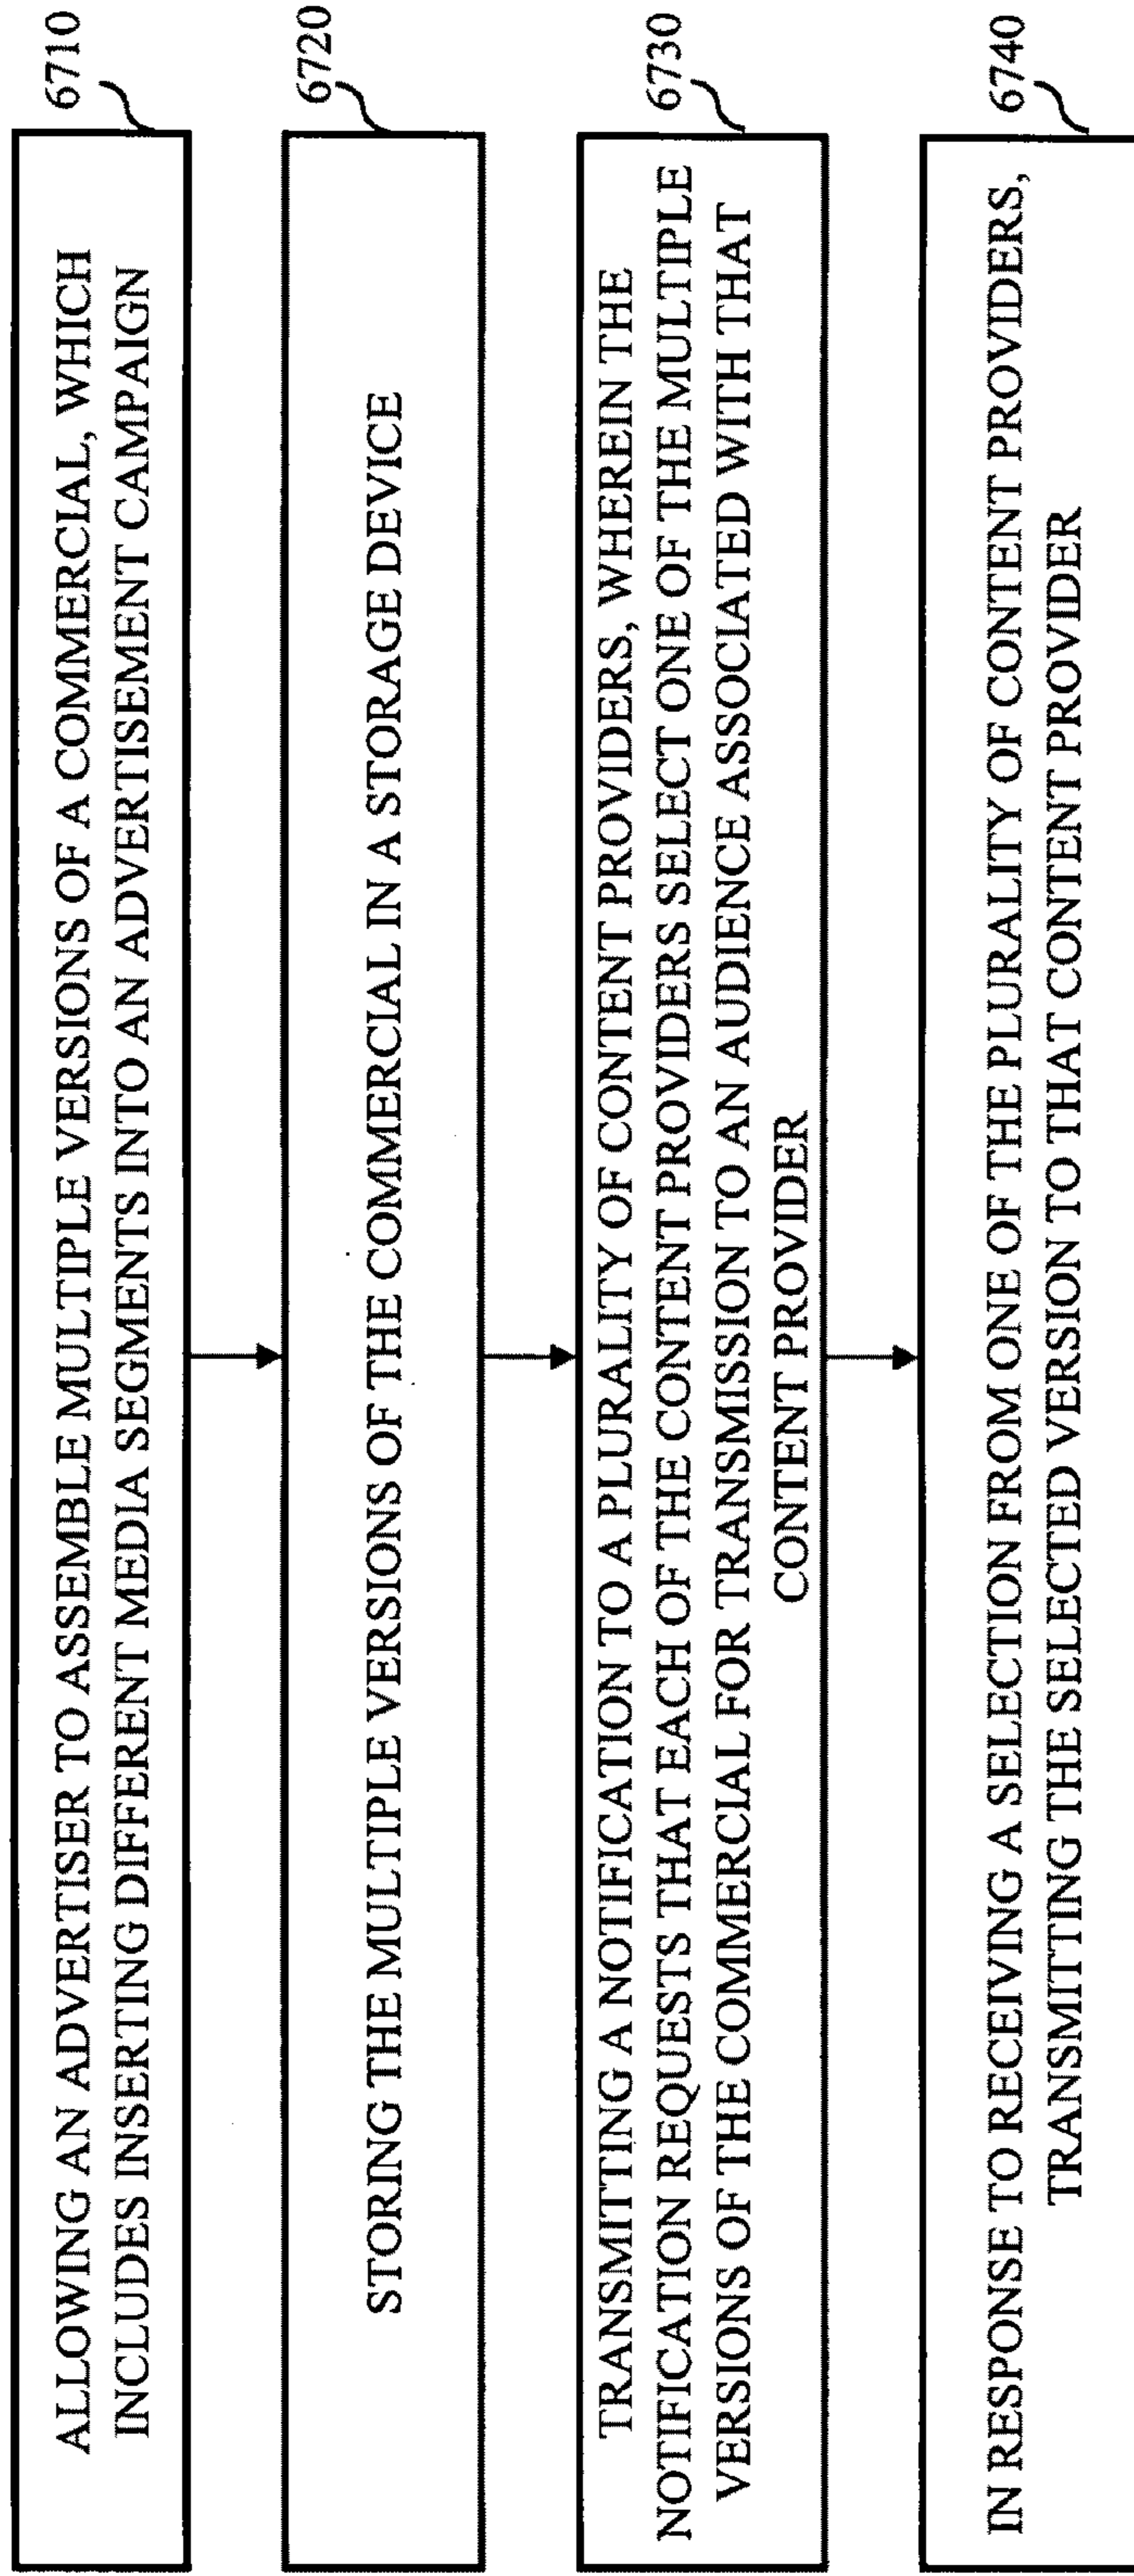 6710
ALLOWING AN ADVERTISER TO ASSEMBLE MULTIPLE VERSIONS OF A COMMERCIAL, WHICH
INCLUDES INSERTING DIFFERENT MEDIA SEGMENTS INTO AN ADVERTISEMENT CAMPAIGN
6720
STORING THE MULTIPLE VERSIONS OF THE COMMERCIAL IN A STORAGE DEVICE
6730
TRANSMITTING A NOTIFICATION TO A PLURALITY OF CONTENT PROVIDERS, WHEREIN THE
NOTIFICATION REQUESTS THAT EACH OF THE CONTENT PROVIDERS SELECT ONE OF THE MULTIPLE
VERSIONS OF THE COMMERCIAL FOR TRANSMISSION TO AN AUDIENCE ASSOCIATED WITH THAT
CONTENT PROVIDER
6740
IN RESPONSE TO RECEIVING A SELECTION FROM ONE OF THE PLURALITY OF CONTENT PROVIDERS,
TRANSMITTING THE SELECTED VERSION TO THAT CONTENT PROVIDER